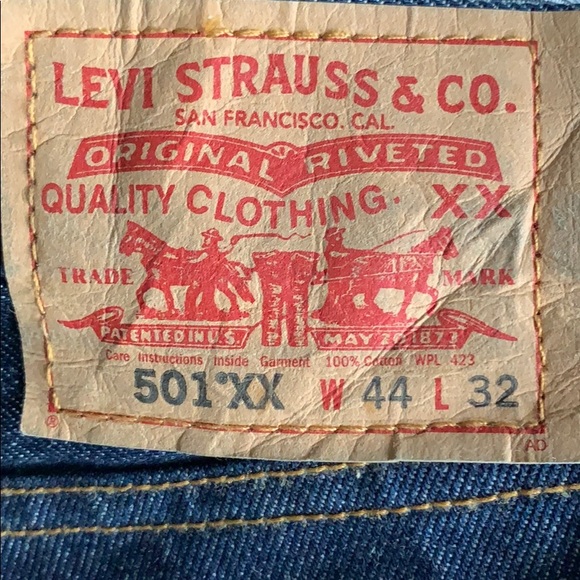 LEVI STRAUSS & CO.
SAN FRANCISCO. CAL.
ORIGINAL RIVETED
QUALITY CLOTHING. XX
TRADE MARK
PATENTED IN U.S. MAY 20 1873
Care Instructions Inside Garment 100% Cotton WPL 423
501®XX W 44 L 32
® AO